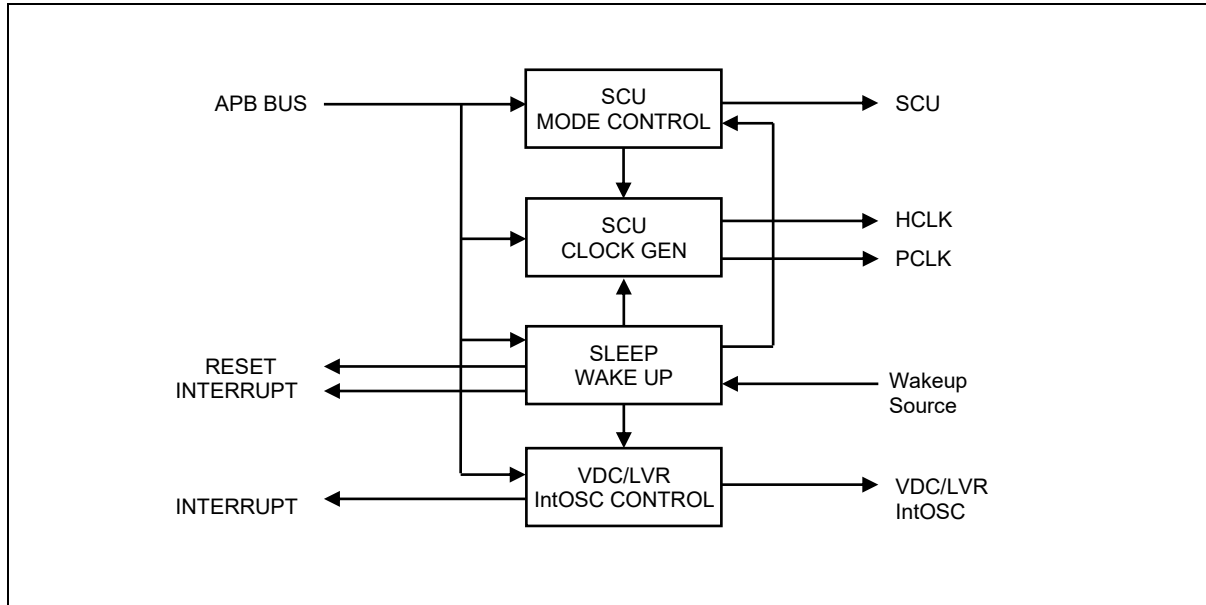 APB BUS
SCU
MODE CONTROL
SCU
SCU
CLOCK GEN
HCLK
PCLK
RESET
INTERRUPT
SLEEP
WAKE UP
Wakeup
Source
INTERRUPT
VDC/LVR
IntOSC CONTROL
VDC/LVR
IntOSC